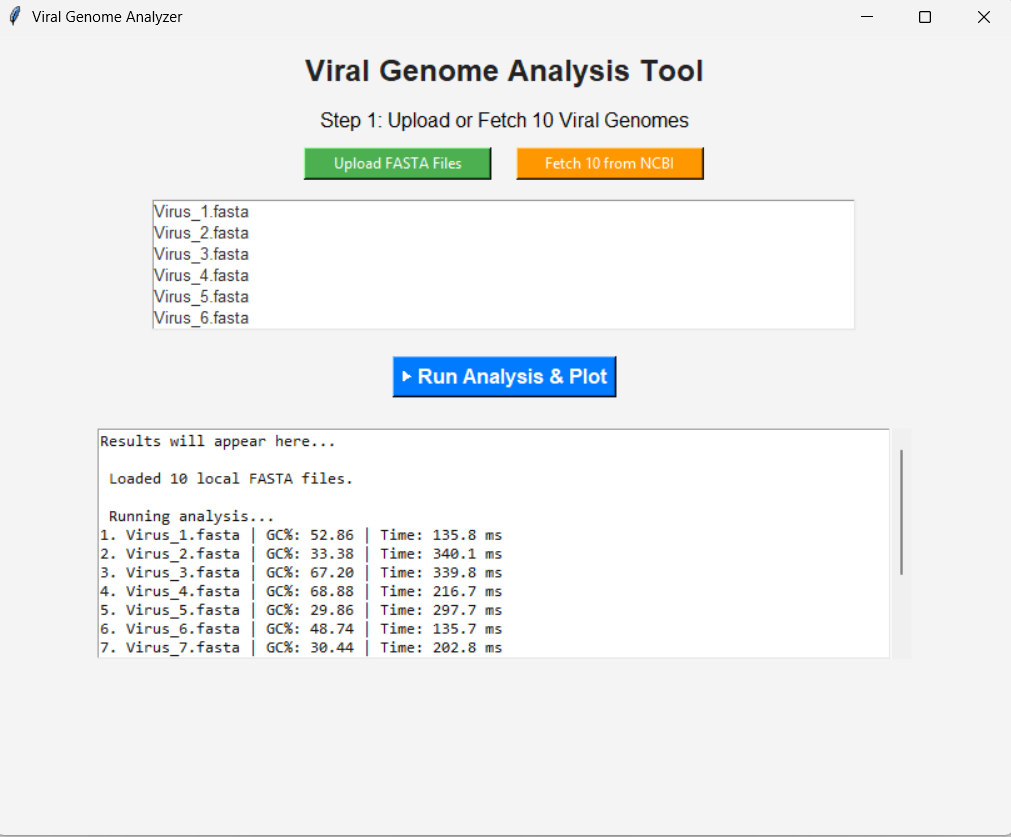 Viral Genome Analyzer
Viral Genome Analysis Tool
Step 1: Upload or Fetch 10 Viral Genomes
Upload FASTA Files
Fetch 10 from NCBI
Virus_1.fasta
Virus_2.fasta
Virus_3.fasta
Virus_4.fasta
Virus_5.fasta
Virus_6.fasta
Run Analysis & Plot
Results will appear here...
Loaded 10 local FASTA files.
Running analysis...
1. Virus_1.fasta | GC%: 52.86 | Time: 135.8 ms
2. Virus_2.fasta | GC%: 33.38 | Time: 340.1 ms
3. Virus_3.fasta | GC%: 67.20 | Time: 339.8 ms
4. Virus_4.fasta | GC%: 68.88 | Time: 216.7 ms
5. Virus_5.fasta | GC%: 29.86 | Time: 297.7 ms
6. Virus_6.fasta | GC%: 48.74 | Time: 135.7 ms
7. Virus_7.fasta | GC%: 30.44 | Time: 202.8 ms